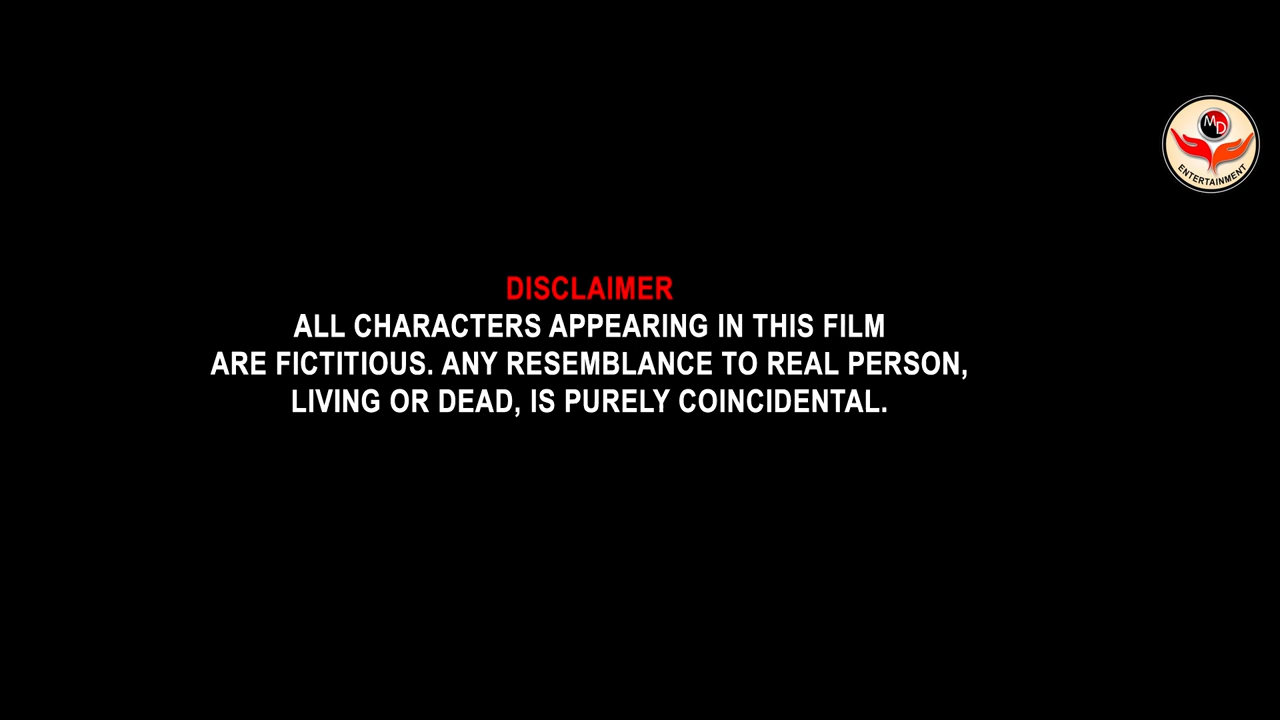 MD
ENTERTAINMENT
DISCLAIMER
ALL CHARACTERS APPEARING IN THIS FILM
ARE FICTITIOUS. ANY RESEMBLANCE TO REAL PERSON,
LIVING OR DEAD, IS PURELY COINCIDENTAL.